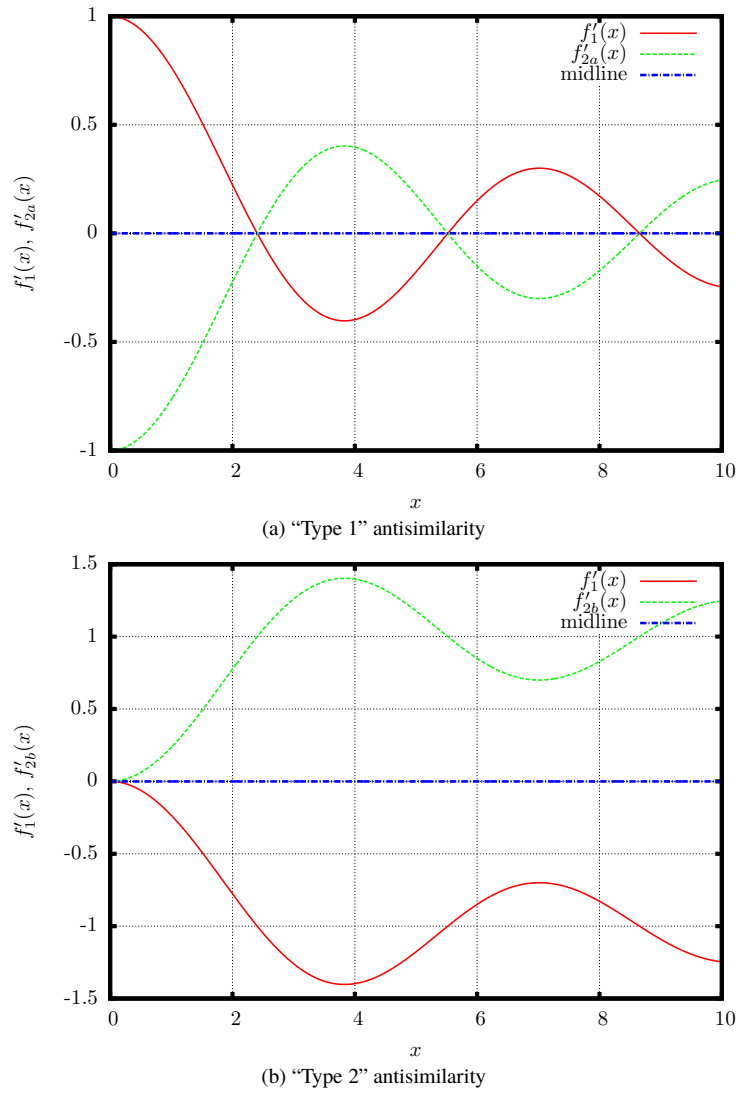 1
0.5
0
-0.5
-1
f′₁(x), f′₂ₐ(x)
f′₁(x)
f′₂ₐ(x)
midline
0 2 4 6 8 10
x
(a) “Type 1” antisimilarity
1.5
1
0.5
0
-0.5
-1
-1.5
f′₁(x), f′_{2b}(x)
f′₁(x)
f′_{2b}(x)
midline
0 2 4 6 8 10
x
(b) “Type 2” antisimilarity